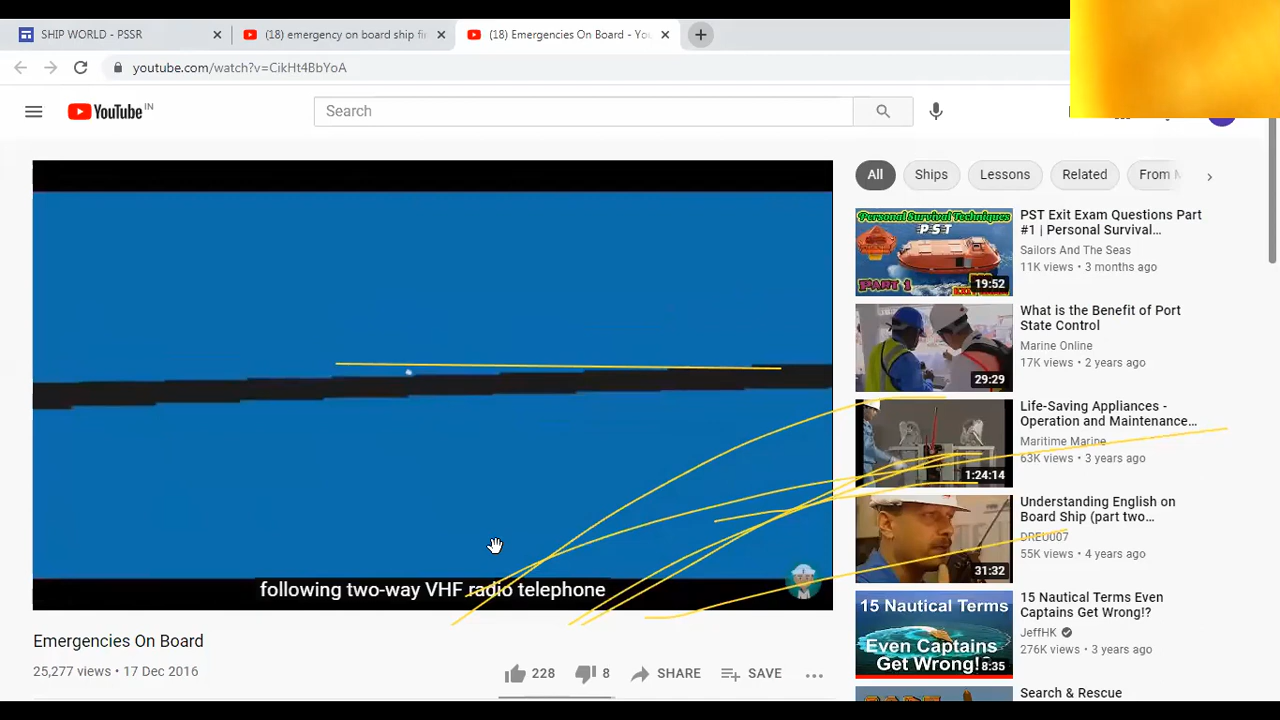 SHIP WORLD - PSSR
(18) emergency on board ship fi
(18) Emergencies On Board - Yo
youtube.com/watch?v=CikHt4BbYoA
YouTube IN
Search
All
Ships
Lessons
Related
From
following two-way VHF radio telephone
Emergencies On Board
25,277 views • 17 Dec 2016
228
8
SHARE
SAVE
Personal Survival Techniques
PST
PART 1
19:52
PST Exit Exam Questions Part
#1 | Personal Survival…
Sailors And The Seas
11K views • 3 months ago
29:29
What is the Benefit of Port
State Control
Marine Online
17K views • 2 years ago
1:24:14
Life-Saving Appliances -
Operation and Maintenance…
Maritime Marine
63K views • 3 years ago
31:32
Understanding English on
Board Ship (part two…
DREU007
55K views • 4 years ago
15 Nautical Terms
Even Captains
Get Wrong!?
8:35
15 Nautical Terms Even
Captains Get Wrong!?
JeffHK
276K views • 3 years ago
Search & Rescue